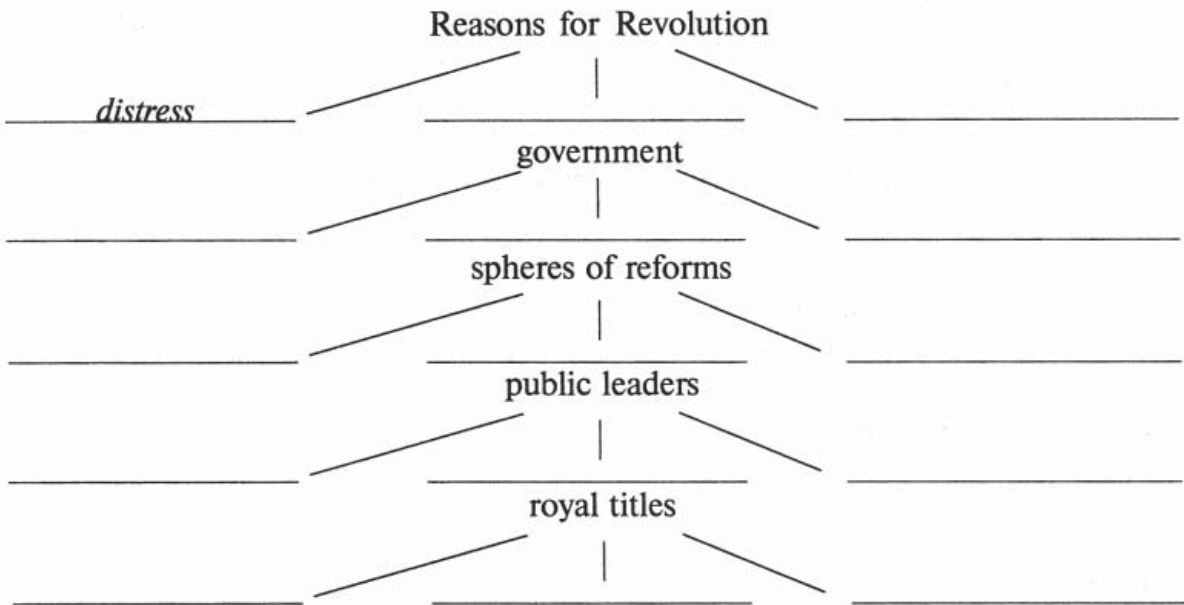 Reasons for Revolution
distress
government
spheres of reforms
public leaders
royal titles